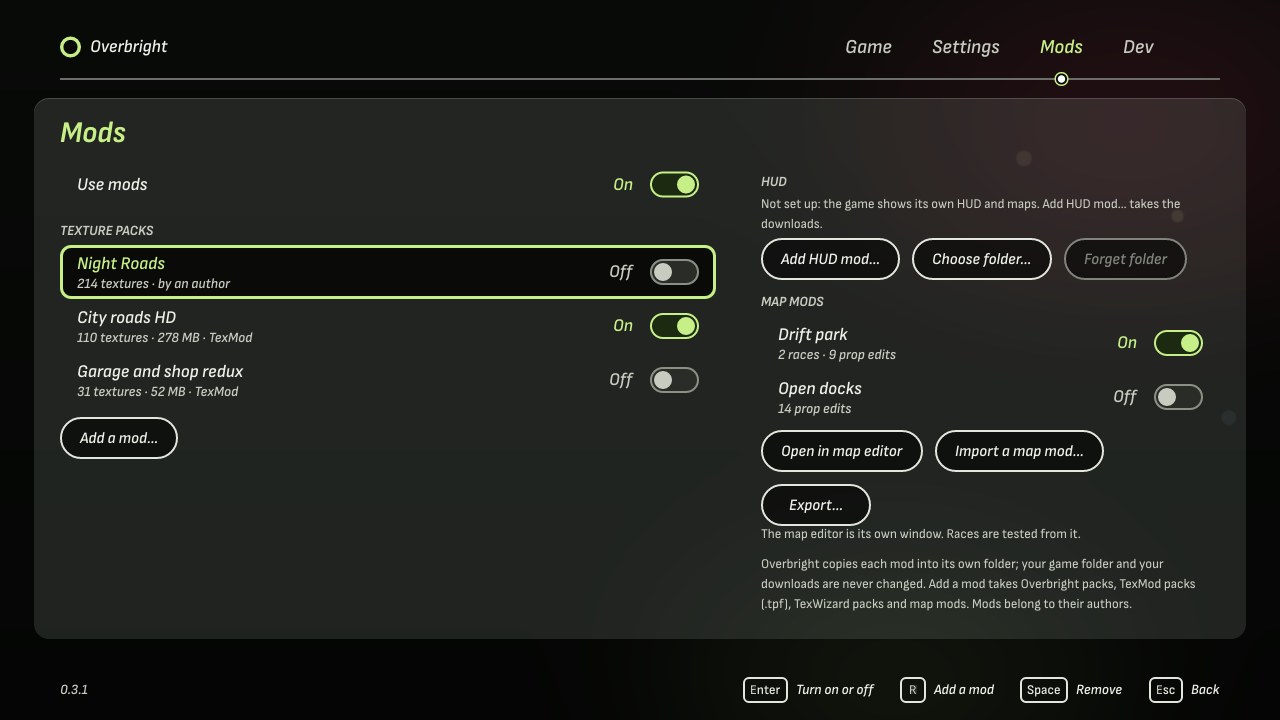 Overbright
Game
Settings
Mods
Dev
Mods
Use mods
On
TEXTURE PACKS
Night Roads
214 textures · by an author
Off
City roads HD
110 textures · 278 MB · TexMod
On
Garage and shop redux
31 textures · 52 MB · TexMod
Off
Add a mod...
HUD
Not set up: the game shows its own HUD and maps. Add HUD mod... takes the
downloads.
Add HUD mod...
Choose folder...
Forget folder
MAP MODS
Drift park
2 races · 9 prop edits
On
Open docks
14 prop edits
Off
Open in map editor
Import a map mod...
Export...
The map editor is its own window. Races are tested from it.
Overbright copies each mod into its own folder; your game folder and your
downloads are never changed. Add a mod takes Overbright packs, TexMod packs
(.tpf), TexWizard packs and map mods. Mods belong to their authors.
0.3.1
Enter Turn on or off
R Add a mod
Space Remove
Esc Back